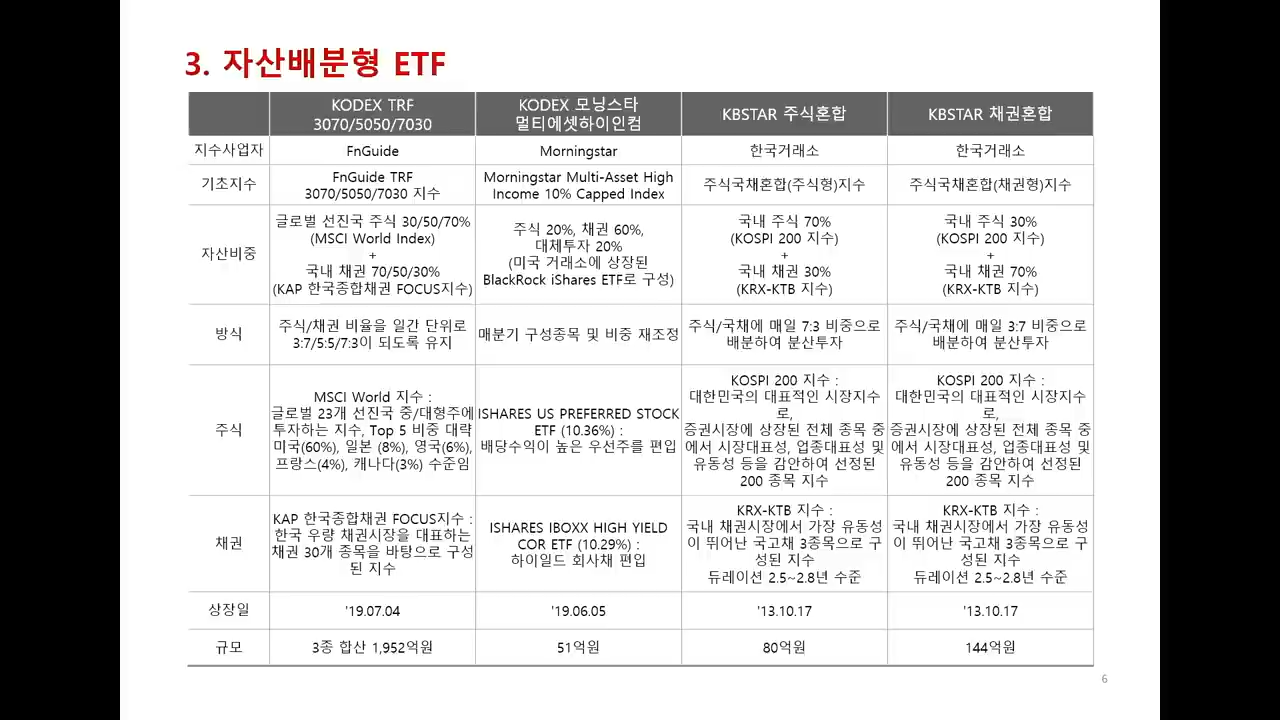 3. 자산배분형 ETF
KODEX TRF
3070/5050/7030
KODEX 모닝스타
멀티에셋하이인컴
KBSTAR 주식혼합
KBSTAR 채권혼합
지수사업자
FnGuide
Morningstar
한국거래소
한국거래소
기초지수
FnGuide TRF
3070/5050/7030 지수
Morningstar Multi-Asset High
Income 10% Capped Index
주식국채혼합(주식형)지수
주식국채혼합(채권형)지수
자산비중
글로벌 선진국 주식 30/50/70%
(MSCI World Index)
+
국내 채권 70/50/30%
(KAP 한국종합채권 FOCUS지수)
주식 20%, 채권 60%,
대체투자 20%
(미국 거래소에 상장된
BlackRock iShares ETF로 구성)
국내 주식 70%
(KOSPI 200 지수)
+
국내 채권 30%
(KRX-KTB 지수)
국내 주식 30%
(KOSPI 200 지수)
+
국내 채권 70%
(KRX-KTB 지수)
방식
주식/채권 비율을 일간 단위로
3:7/5:5/7:3이 되도록 유지
매분기 구성종목 및 비중 재조정
주식/국채에 매일 7:3 비중으로
배분하여 분산투자
주식/국채에 매일 3:7 비중으로
배분하여 분산투자
주식
MSCI World 지수 :
글로벌 23개 선진국 중/대형주에
투자하는 지수, Top 5 비중 대략
미국(60%), 일본 (8%), 영국(6%),
프랑스(4%), 캐나다(3%) 수준임
ISHARES US PREFERRED STOCK
ETF (10.36%) :
배당수익이 높은 우선주를 편입
KOSPI 200 지수 :
대한민국의 대표적인 시장지수
로,
증권시장에 상장된 전체 종목 중
에서 시장대표성, 업종대표성 및
유동성 등을 감안하여 선정된
200 종목 지수
KOSPI 200 지수 :
대한민국의 대표적인 시장지수
로,
증권시장에 상장된 전체 종목 중
에서 시장대표성, 업종대표성 및
유동성 등을 감안하여 선정된
200 종목 지수
채권
KAP 한국종합채권 FOCUS지수 :
한국 우량 채권시장을 대표하는
채권 30개 종목을 바탕으로 구성
된 지수
ISHARES IBOXX HIGH YIELD
COR ETF (10.29%) :
하이일드 회사채 편입
KRX-KTB 지수 :
국내 채권시장에서 가장 유동성
이 뛰어난 국고채 3종목으로 구
성된 지수
듀레이션 2.5~2.8년 수준
KRX-KTB 지수 :
국내 채권시장에서 가장 유동성
이 뛰어난 국고채 3종목으로 구
성된 지수
듀레이션 2.5~2.8년 수준
상장일
'19.07.04
'19.06.05
'13.10.17
'13.10.17
규모
3종 합산 1,952억원
51억원
80억원
144억원
6